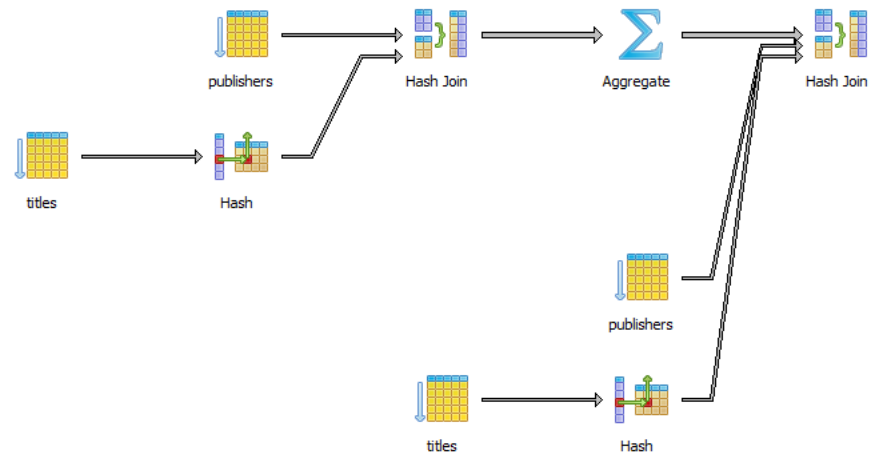 publishers
Hash Join
Aggregate
Hash Join
titles
Hash
publishers
titles
Hash